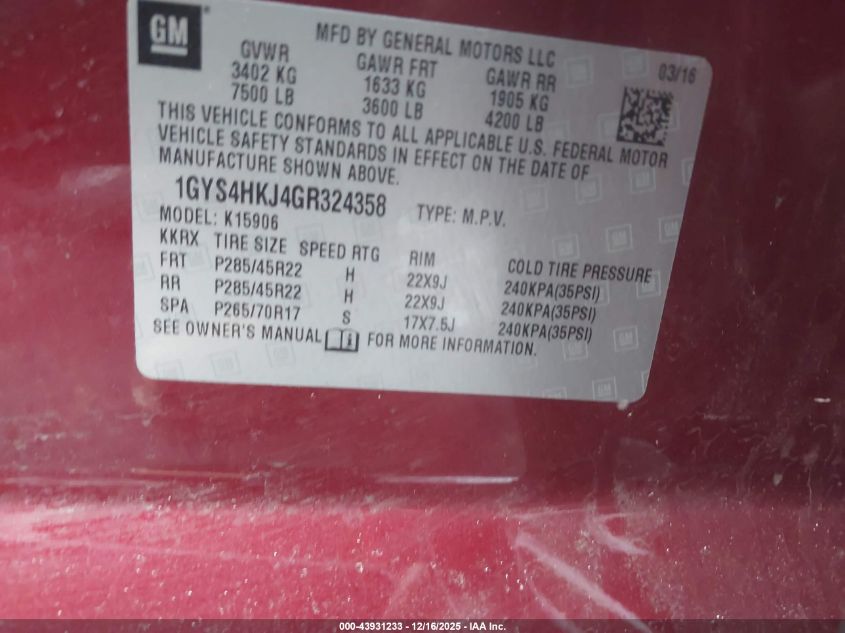 GM
MFD BY GENERAL MOTORS LLC
03/16
GVWR GAWR FRT GAWR RR
3402 KG 1633 KG 1905 KG
7500 LB 3600 LB 4200 LB
THIS VEHICLE CONFORMS TO ALL APPLICABLE U.S. FEDERAL MOTOR
VEHICLE SAFETY STANDARDS IN EFFECT ON THE DATE OF
MANUFACTURE SHOWN ABOVE.
1GYS4HKJ4GR324358 TYPE: M.P.V.
MODEL: K15906
KKRX TIRE SIZE SPEED RTG RIM COLD TIRE PRESSURE
FRT P285/45R22 H 22X9J 240KPA(35PSI)
RR P285/45R22 H 22X9J 240KPA(35PSI)
SPA P265/70R17 S 17X7.5J 240KPA(35PSI)
SEE OWNER'S MANUAL i FOR MORE INFORMATION.
000-43931233 - 12/16/2025 - IAA Inc.